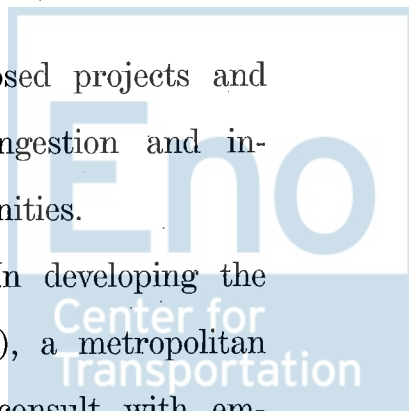 osed projects and
ngestion and in-
nities.
In developing the
), a metropolitan
consult with em-
Eno
Center for
Transportation